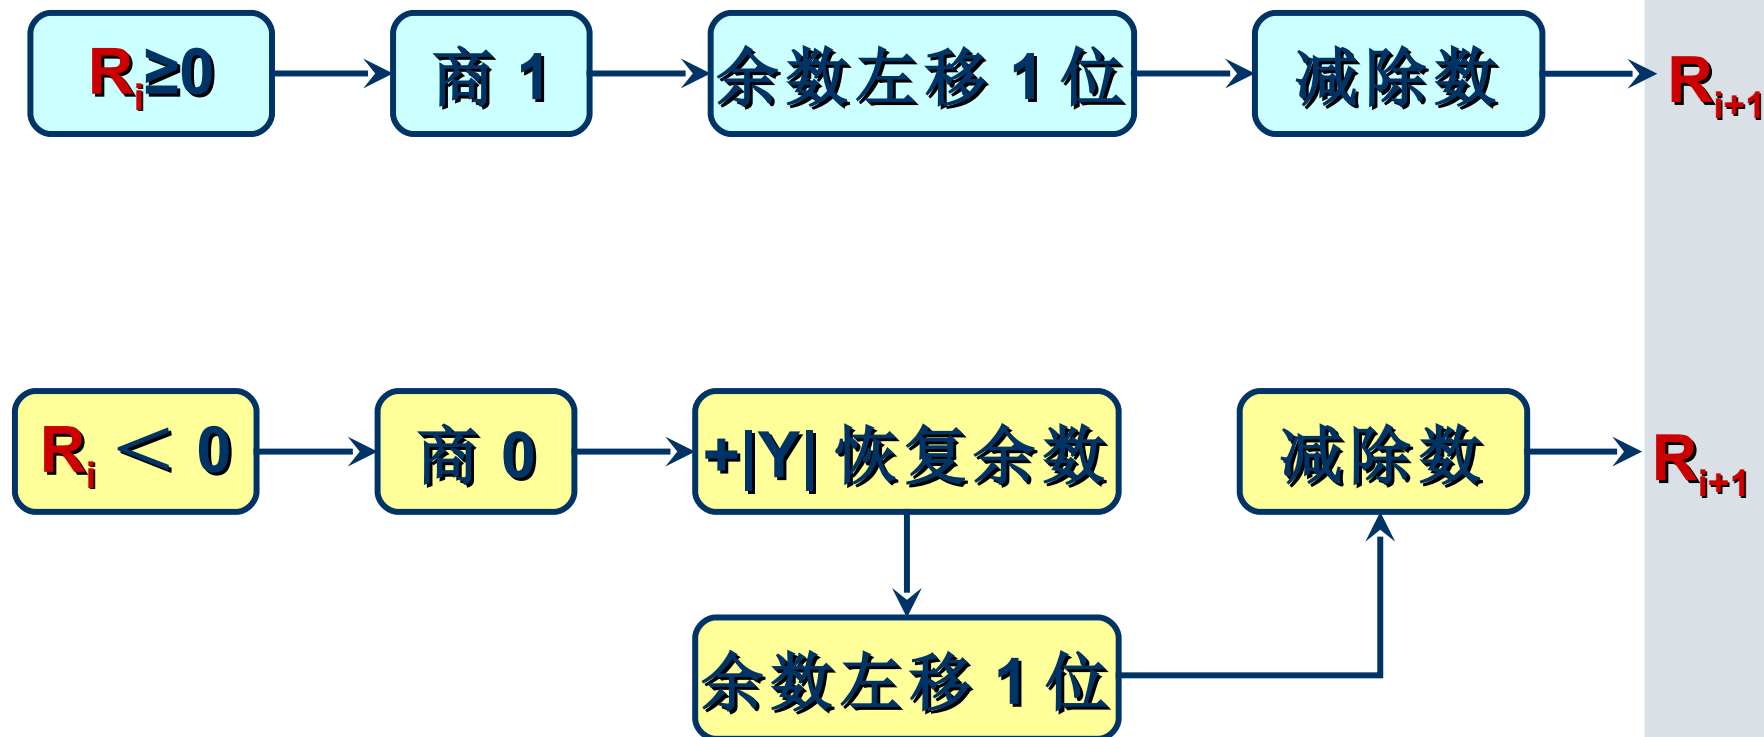 Ri≥0
商 1
余数左移 1 位
减除数
Ri+1
Ri ＜ 0
商 0
+|Y| 恢复余数
减除数
Ri+1
余数左移 1 位